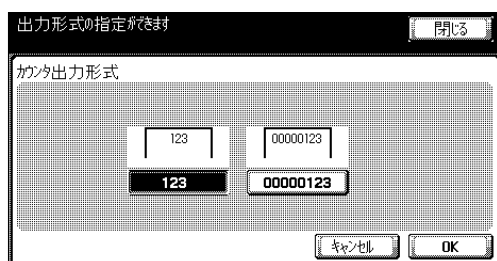 出力形式の指定ができます
閉じる
カウンタ出力形式
123 00000123
123 00000123
キャンセル OK